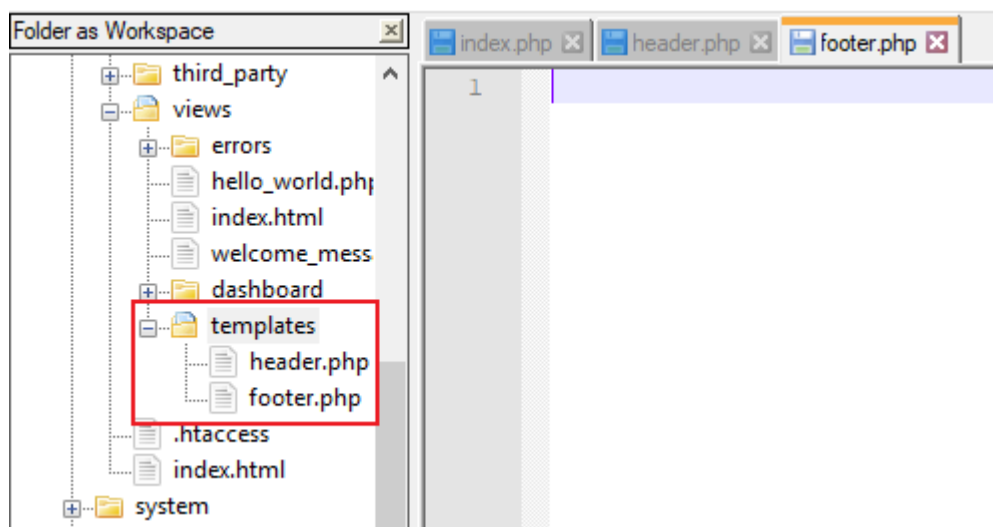 Folder as Workspace
third_party
views
errors
hello_world.php
index.html
welcome_mess
dashboard
templates
header.php
footer.php
.htaccess
index.html
system
index.php header.php footer.php
1